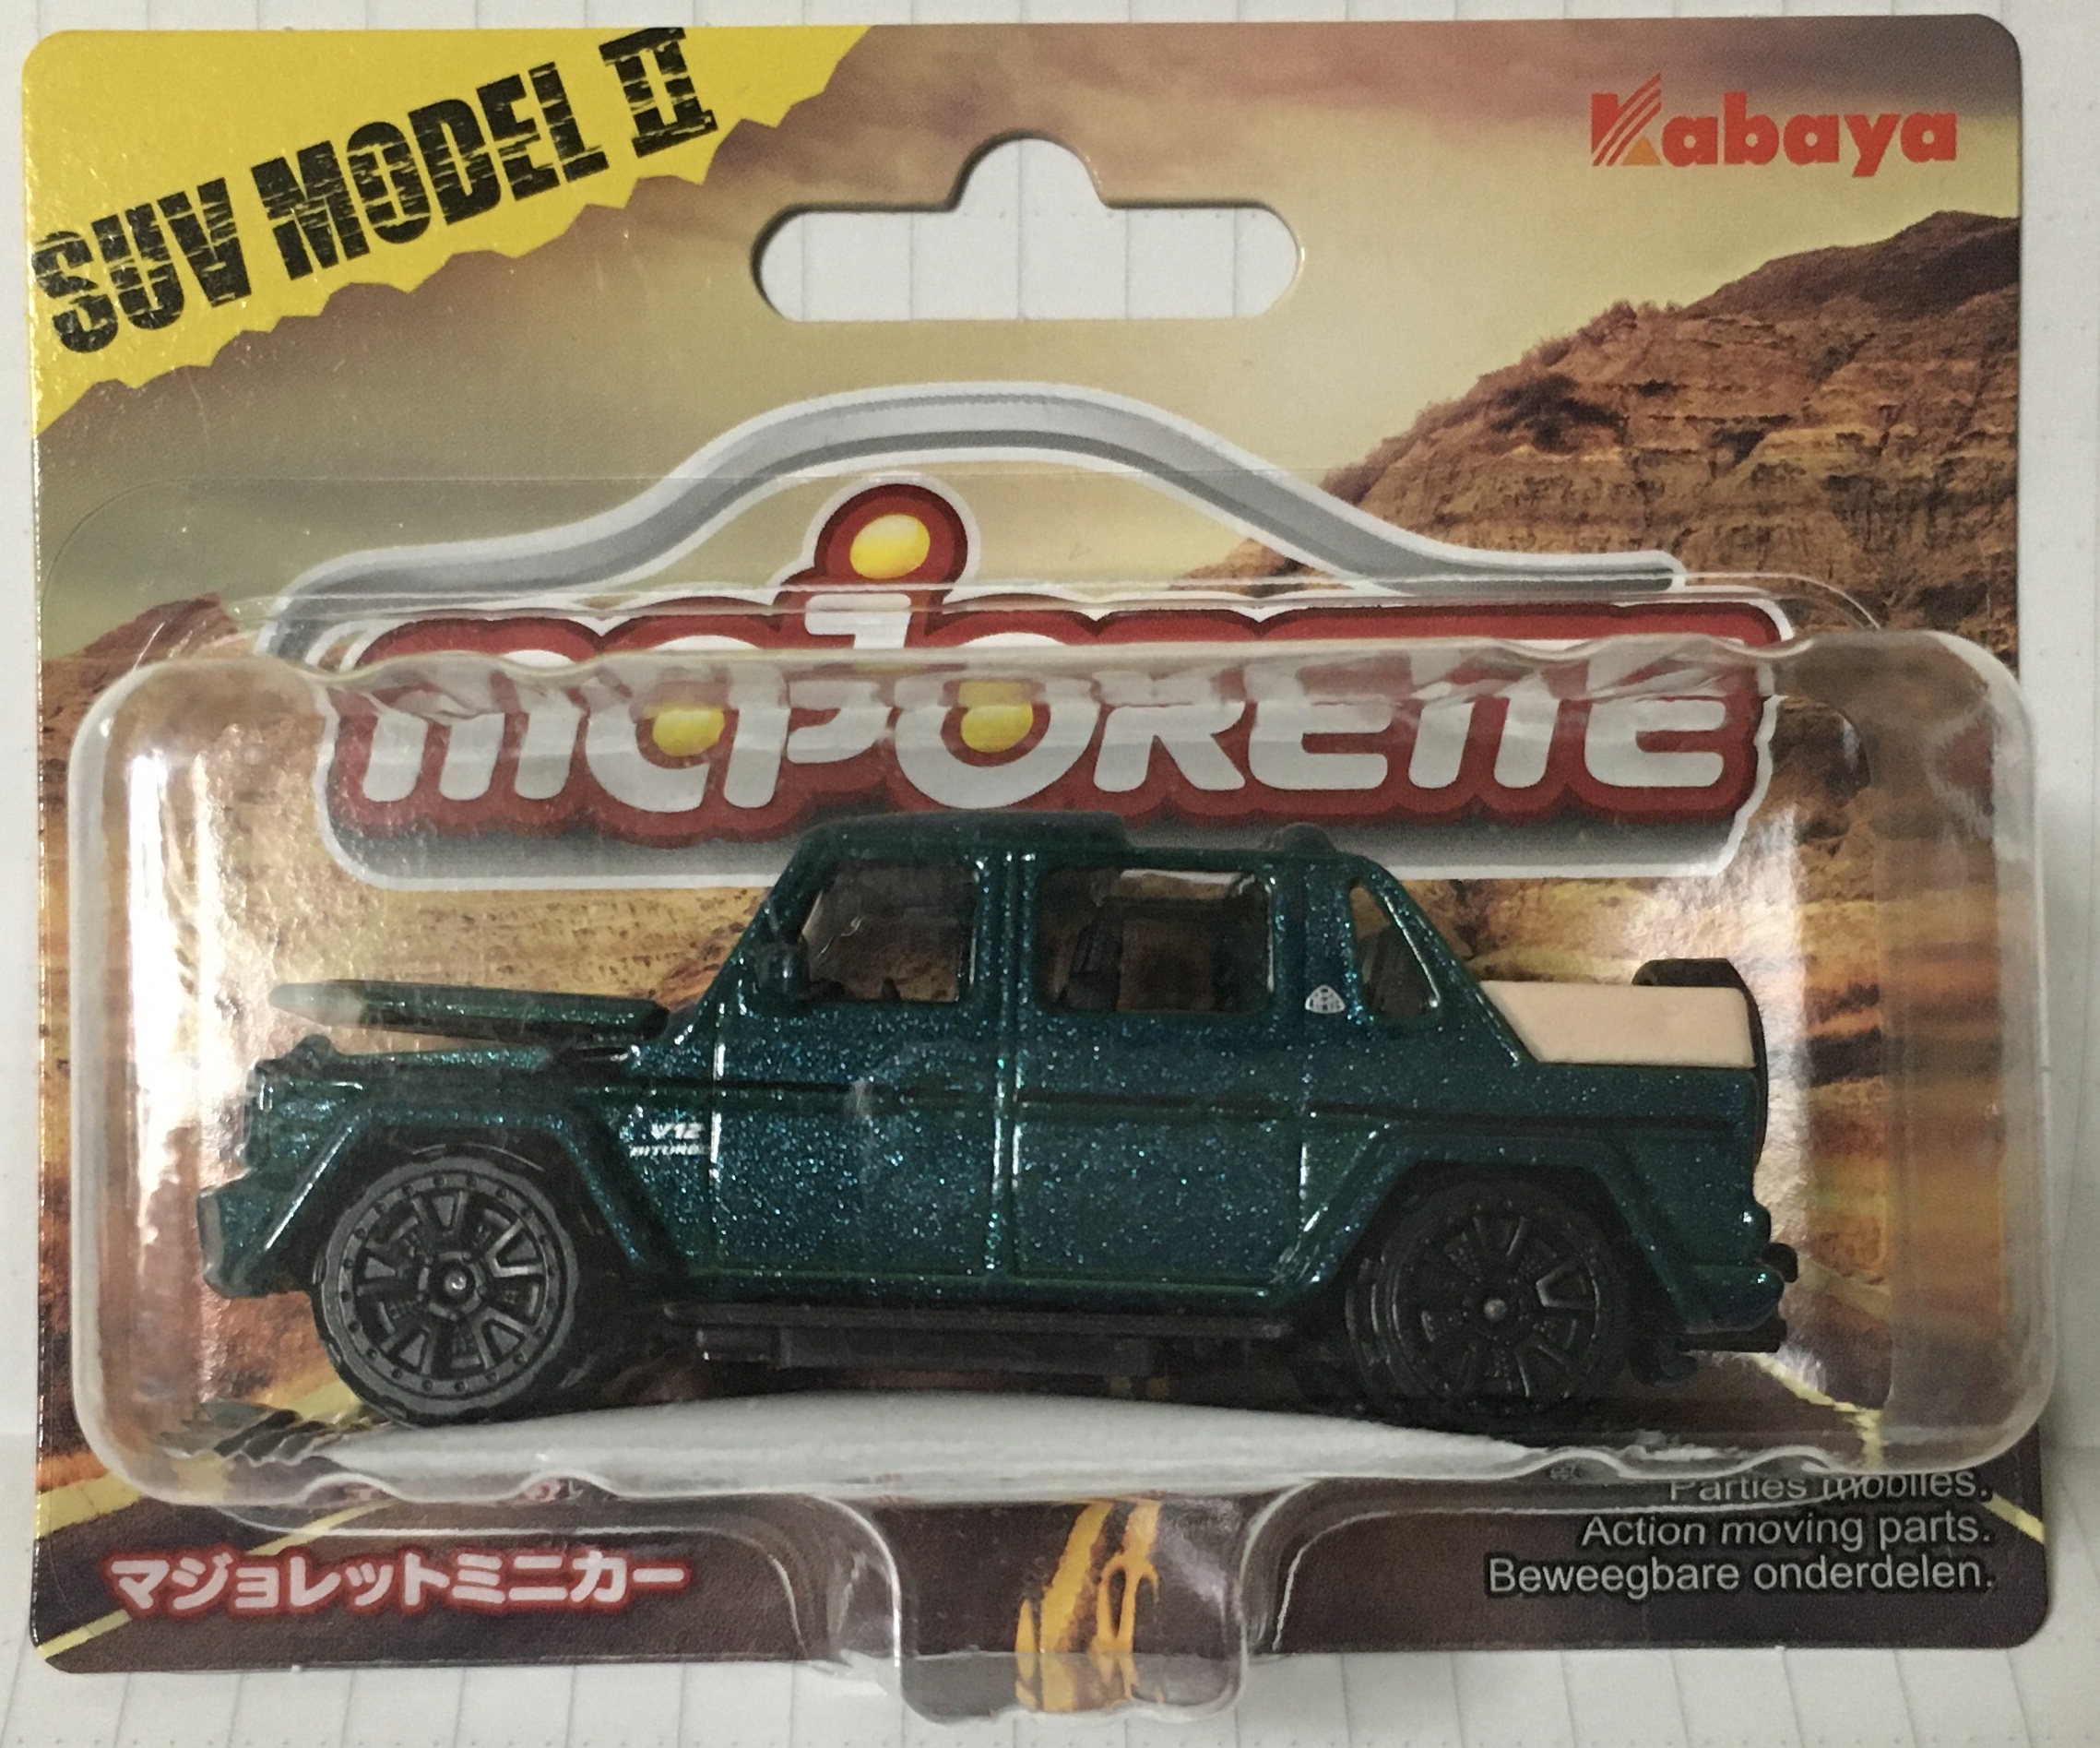 SUV MODEL II
Kabaya
majorette
V12
BITURBO
マジョレットミニカー
Parties mobiles.
Action moving parts.
Beweegbare onderdelen.